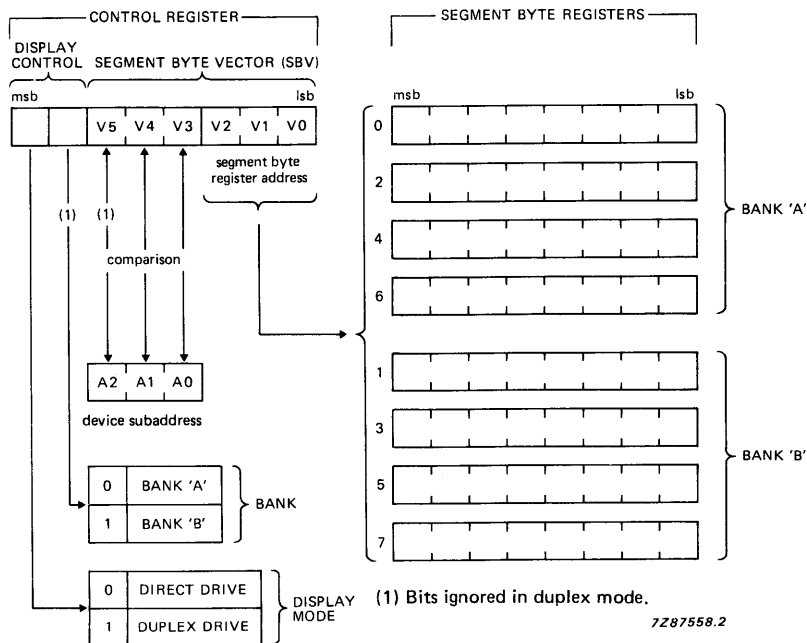 CONTROL REGISTER
DISPLAY CONTROL
SEGMENT BYTE VECTOR (SBV)
msb lsb
V5 V4 V3 V2 V1 V0
segment byte
register address
(1) (1)
comparison
A2 A1 A0
device subaddress
0 BANK 'A'
1 BANK 'B'
BANK
0 DIRECT DRIVE
1 DUPLEX DRIVE
DISPLAY
MODE
SEGMENT BYTE REGISTERS
msb lsb
0
2
4
6
BANK 'A'
1
3
5
7
BANK 'B'
(1) Bits ignored in duplex mode.
7Z87558.2